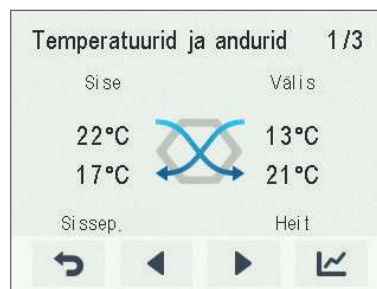 Temperatuurid ja andurid 1/3
Sise Välis
22°C 13°C
17°C 21°C
Sissep. Heit